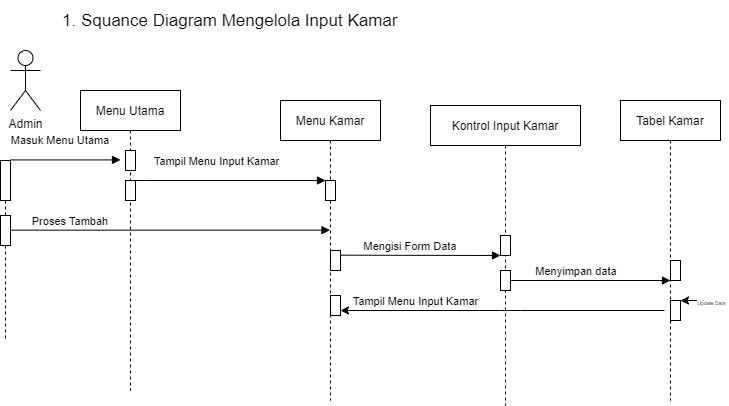 1. Squance Diagram Mengelola Input Kamar
Admin
Menu Utama
Menu Kamar
Kontrol Input Kamar
Tabel Kamar
Masuk Menu Utama
Tampil Menu Input Kamar
Proses Tambah
Mengisi Form Data
Menyimpan data
Tampil Menu Input Kamar
Update Data